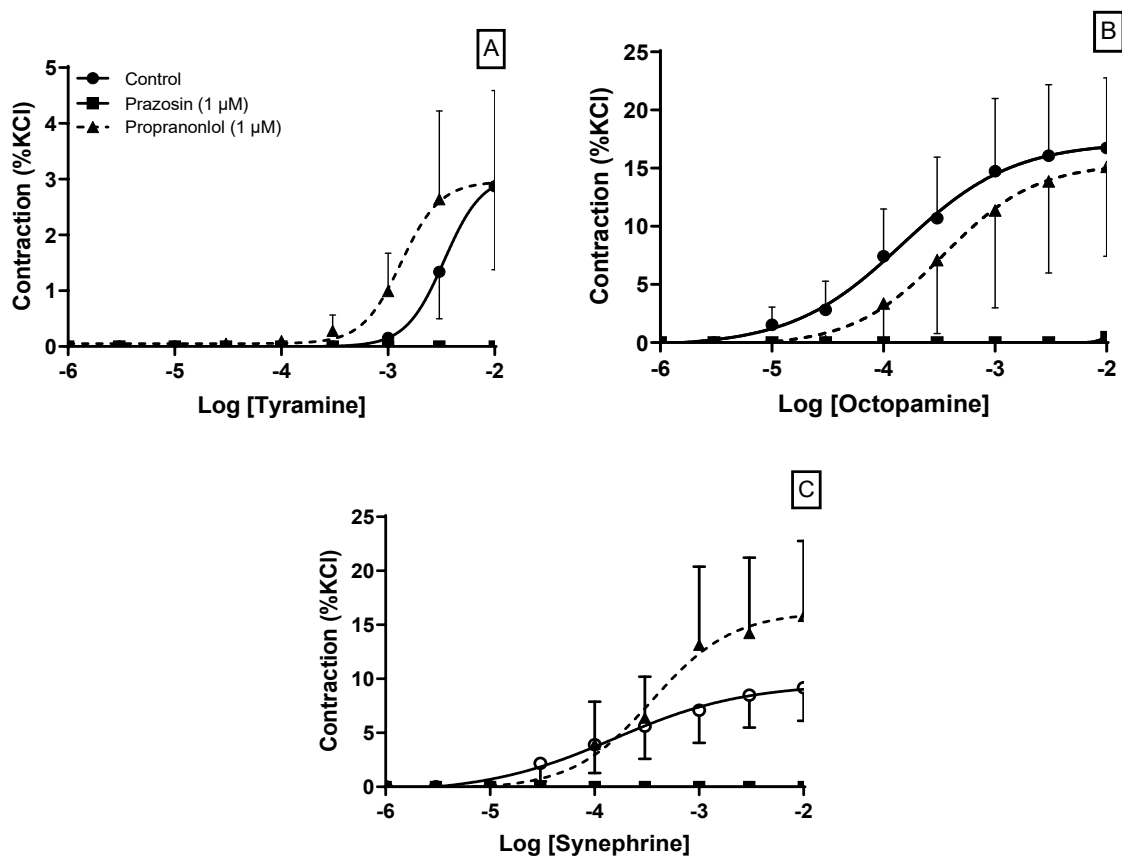 A
Contraction (%KCl)
5
4
3
2
1
0
Control
Prazosin (1 µM)
Propranonlol (1 µM)
-6 -5 -4 -3 -2
Log [Tyramine]
B
Contraction (%KCl)
25
20
15
10
5
0
-6 -5 -4 -3 -2
Log [Octopamine]
C
Contraction (%KCl)
25
20
15
10
5
0
-6 -5 -4 -3 -2
Log [Synephrine]